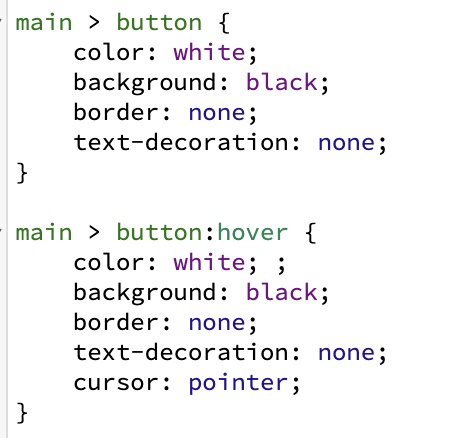 main > button {
    color: white;
    background: black;
    border: none;
    text-decoration: none;
}

main > button:hover {
    color: white; ;
    background: black;
    border: none;
    text-decoration: none;
    cursor: pointer;
}